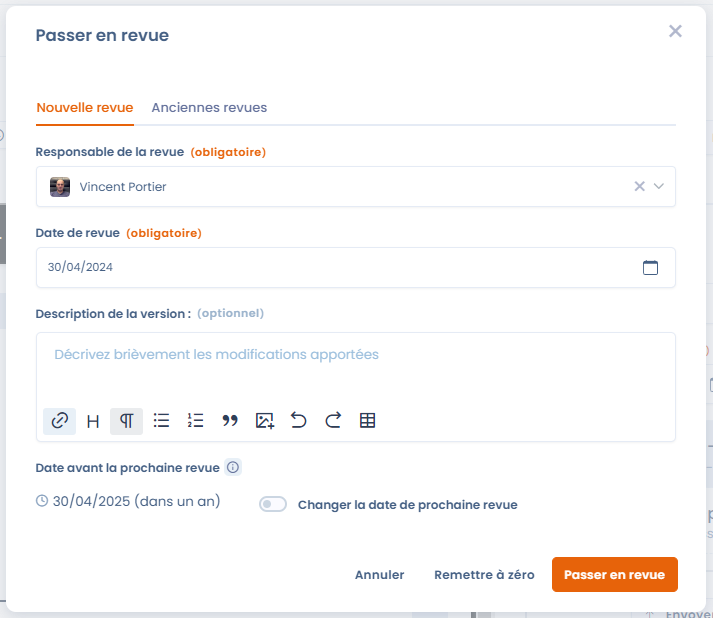 Passer en revue
Nouvelle revue Anciennes revues
Responsable de la revue (obligatoire)
Vincent Portier
Date de revue (obligatoire)
30/04/2024
Description de la version : (optionnel)
Décrivez brièvement les modifications apportées
H
Date avant la prochaine revue
30/04/2025 (dans un an) Changer la date de prochaine revue
Annuler Remettre à zéro Passer en revue
Envoyer